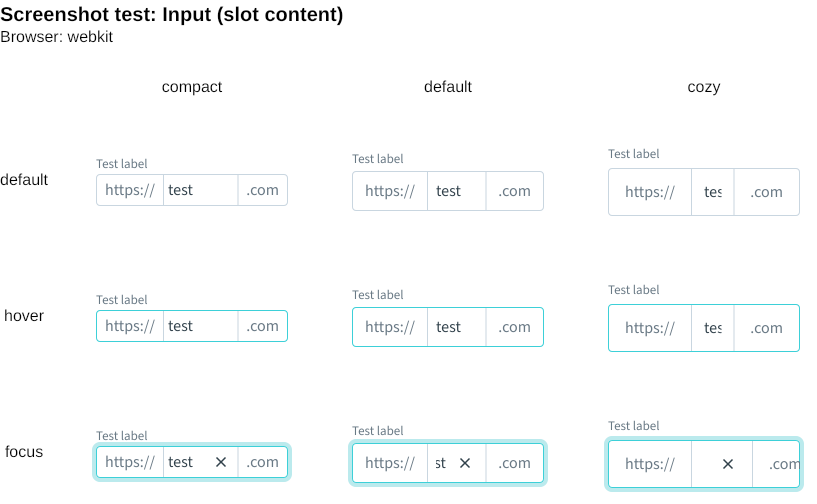 Screenshot test: Input (slot content)
Browser: webkit
compact default cozy
Test label Test label Test label
default https:// test .com https:// test .com https:// tes .com
Test label Test label Test label
hover https:// test .com https:// test .com https:// tes .com
Test label Test label Test label
focus https:// test × .com https:// st × .com https:// × .com